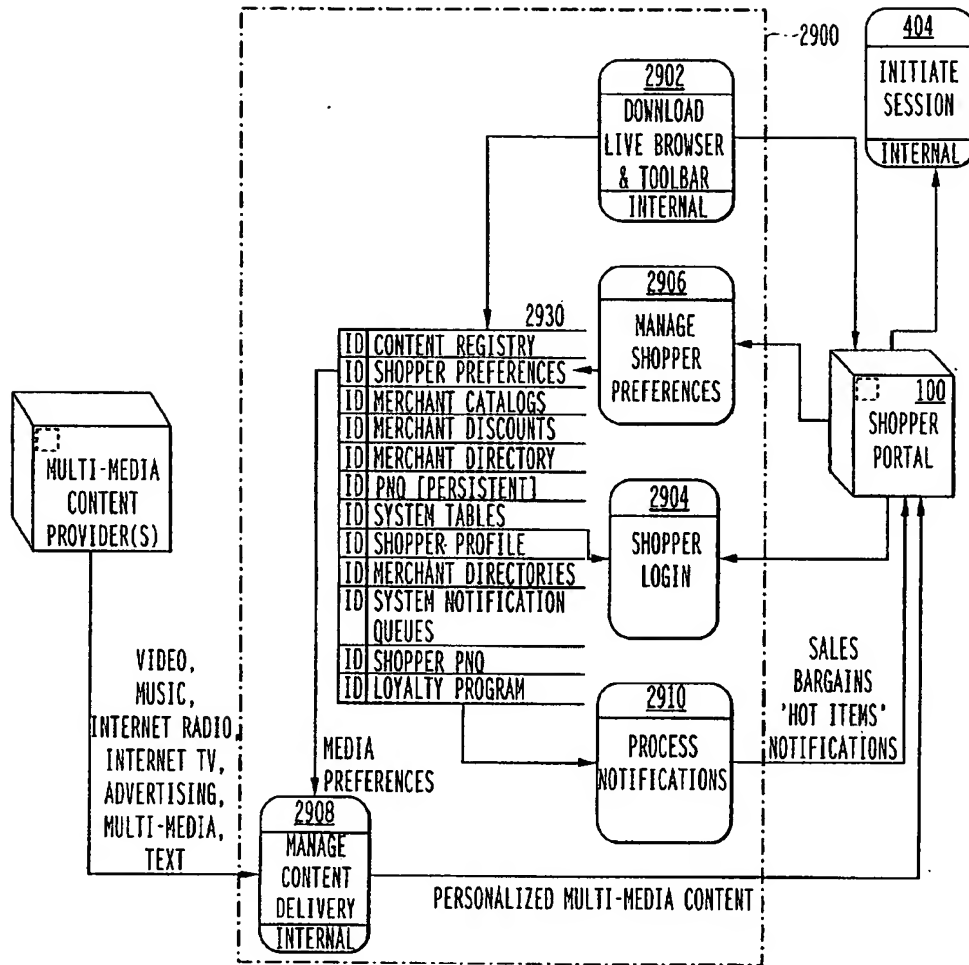 2900
404
INITIATE
SESSION
INTERNAL
2902
DOWNLOAD
LIVE BROWSER
& TOOLBAR
INTERNAL
2906
MANAGE
SHOPPER
PREFERENCES
2930
ID CONTENT REGISTRY
ID SHOPPER PREFERENCES
ID MERCHANT CATALOGS
ID MERCHANT DISCOUNTS
ID MERCHANT DIRECTORY
ID PNQ [PERSISTENT]
ID SYSTEM TABLES
ID SHOPPER PROFILE
ID MERCHANT DIRECTORIES
ID SYSTEM NOTIFICATION
QUEUES
ID SHOPPER PNQ
ID LOYALTY PROGRAM
100
SHOPPER
PORTAL
MULTI-MEDIA
CONTENT
PROVIDER(S)
2904
SHOPPER
LOGIN
VIDEO,
MUSIC,
INTERNET RADIO,
INTERNET TV,
ADVERTISING,
MULTI-MEDIA,
TEXT
MEDIA
PREFERENCES
2910
PROCESS
NOTIFICATIONS
SALES
BARGAINS
'HOT ITEMS'
NOTIFICATIONS
2908
MANAGE
CONTENT
DELIVERY
INTERNAL
PERSONALIZED MULTI-MEDIA CONTENT